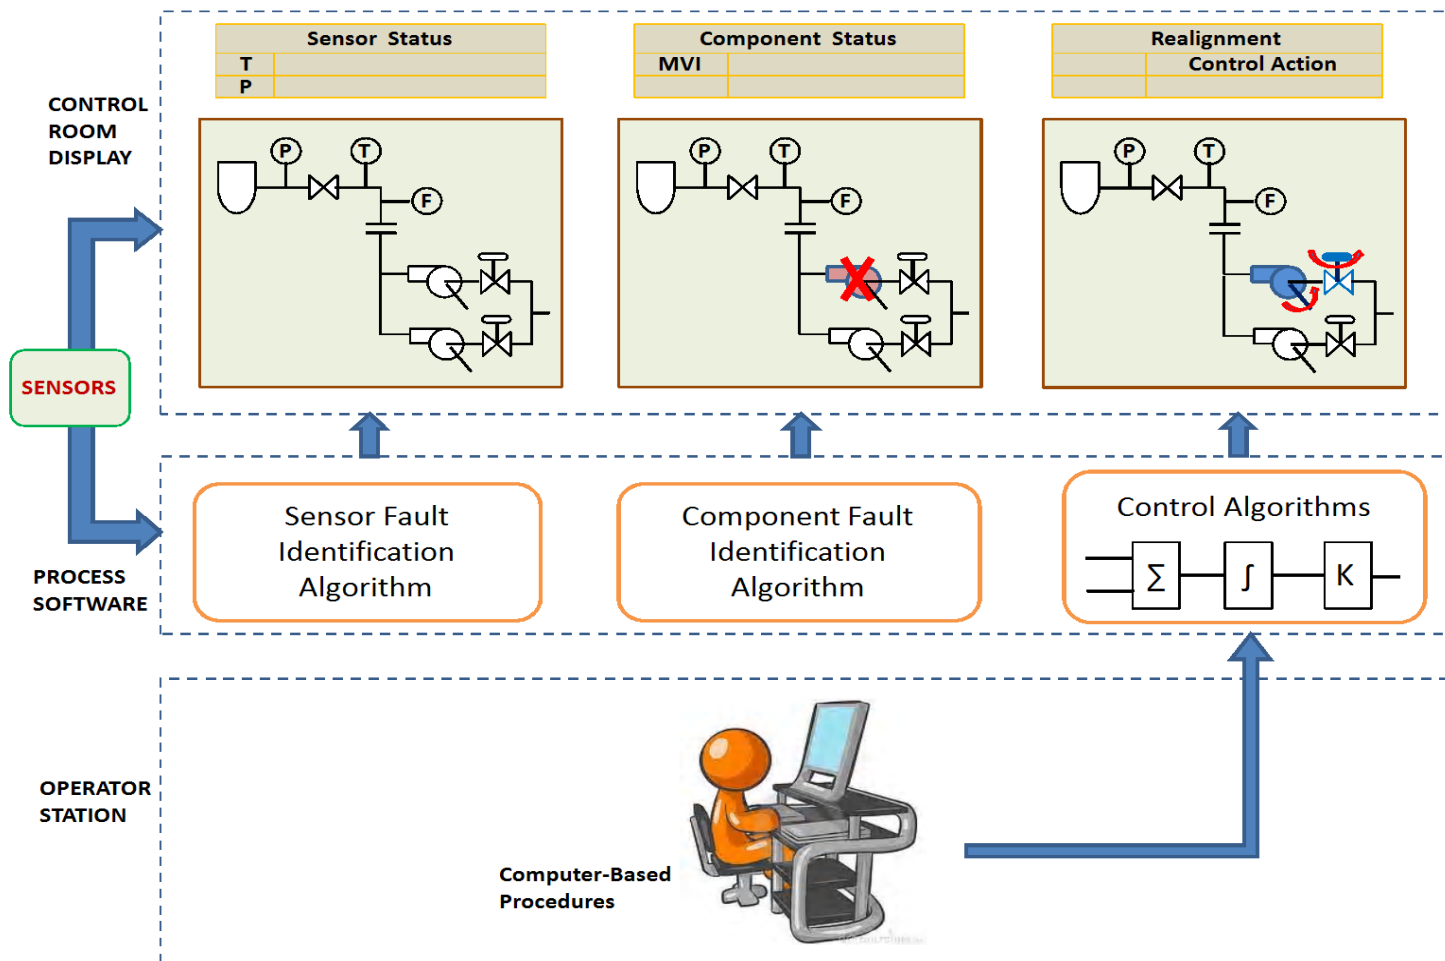 Sensor Status
T
P
Component Status
MVI
Realignment
Control Action
CONTROL
ROOM
DISPLAY
P
T
F
P
T
F
P
T
F
SENSORS
PROCESS
SOFTWARE
Sensor Fault
Identification
Algorithm
Component Fault
Identification
Algorithm
Control Algorithms
Σ
∫
K
OPERATOR
STATION
Computer-Based
Procedures